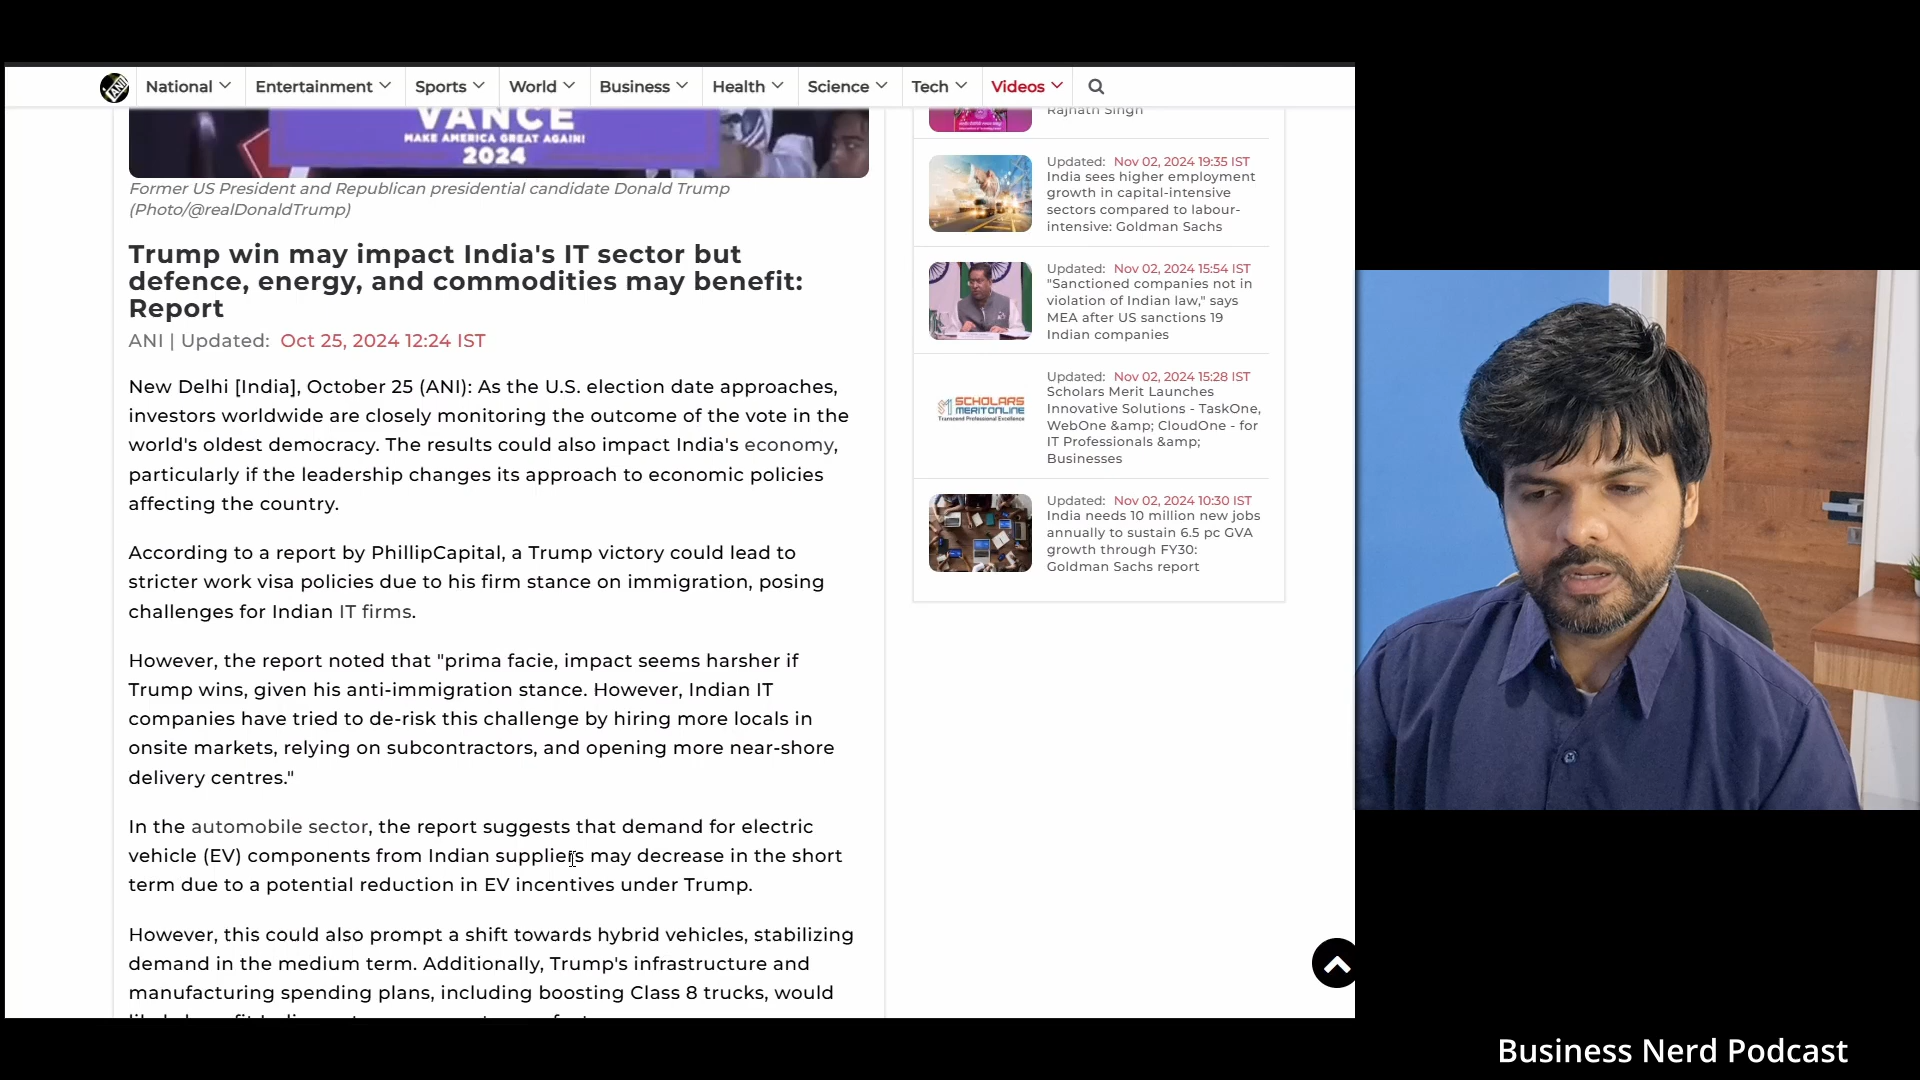 ANI
National
Entertainment
Sports
World
Business
Health
Science
Tech
Videos
VANCE
MAKE AMERICA GREAT AGAIN!
2024
Former US President and Republican presidential candidate Donald Trump
(Photo/@realDonaldTrump)
Trump win may impact India's IT sector but
defence, energy, and commodities may benefit:
Report
ANI | Updated: Oct 25, 2024 12:24 IST
New Delhi [India], October 25 (ANI): As the U.S. election date approaches,
investors worldwide are closely monitoring the outcome of the vote in the
world's oldest democracy. The results could also impact India's economy,
particularly if the leadership changes its approach to economic policies
affecting the country.
According to a report by PhillipCapital, a Trump victory could lead to
stricter work visa policies due to his firm stance on immigration, posing
challenges for Indian IT firms.
However, the report noted that "prima facie, impact seems harsher if
Trump wins, given his anti-immigration stance. However, Indian IT
companies have tried to de-risk this challenge by hiring more locals in
onsite markets, relying on subcontractors, and opening more near-shore
delivery centres."
In the automobile sector, the report suggests that demand for electric
vehicle (EV) components from Indian suppliers may decrease in the short
term due to a potential reduction in EV incentives under Trump.
However, this could also prompt a shift towards hybrid vehicles, stabilizing
demand in the medium term. Additionally, Trump's infrastructure and
manufacturing spending plans, including boosting Class 8 trucks, would
Rajnath Singh
Updated: Nov 02, 2024 19:35 IST
India sees higher employment
growth in capital-intensive
sectors compared to labour-
intensive: Goldman Sachs
Updated: Nov 02, 2024 15:54 IST
"Sanctioned companies not in
violation of Indian law," says
MEA after US sanctions 19
Indian companies
SCHOLARS
MERIT ONLINE
Transcend Professional Excellence
Updated: Nov 02, 2024 15:28 IST
Scholars Merit Launches
Innovative Solutions - TaskOne,
WebOne &amp; CloudOne - for
IT Professionals &amp;
Businesses
Updated: Nov 02, 2024 10:30 IST
India needs 10 million new jobs
annually to sustain 6.5 pc GVA
growth through FY30:
Goldman Sachs report
Business Nerd Podcast